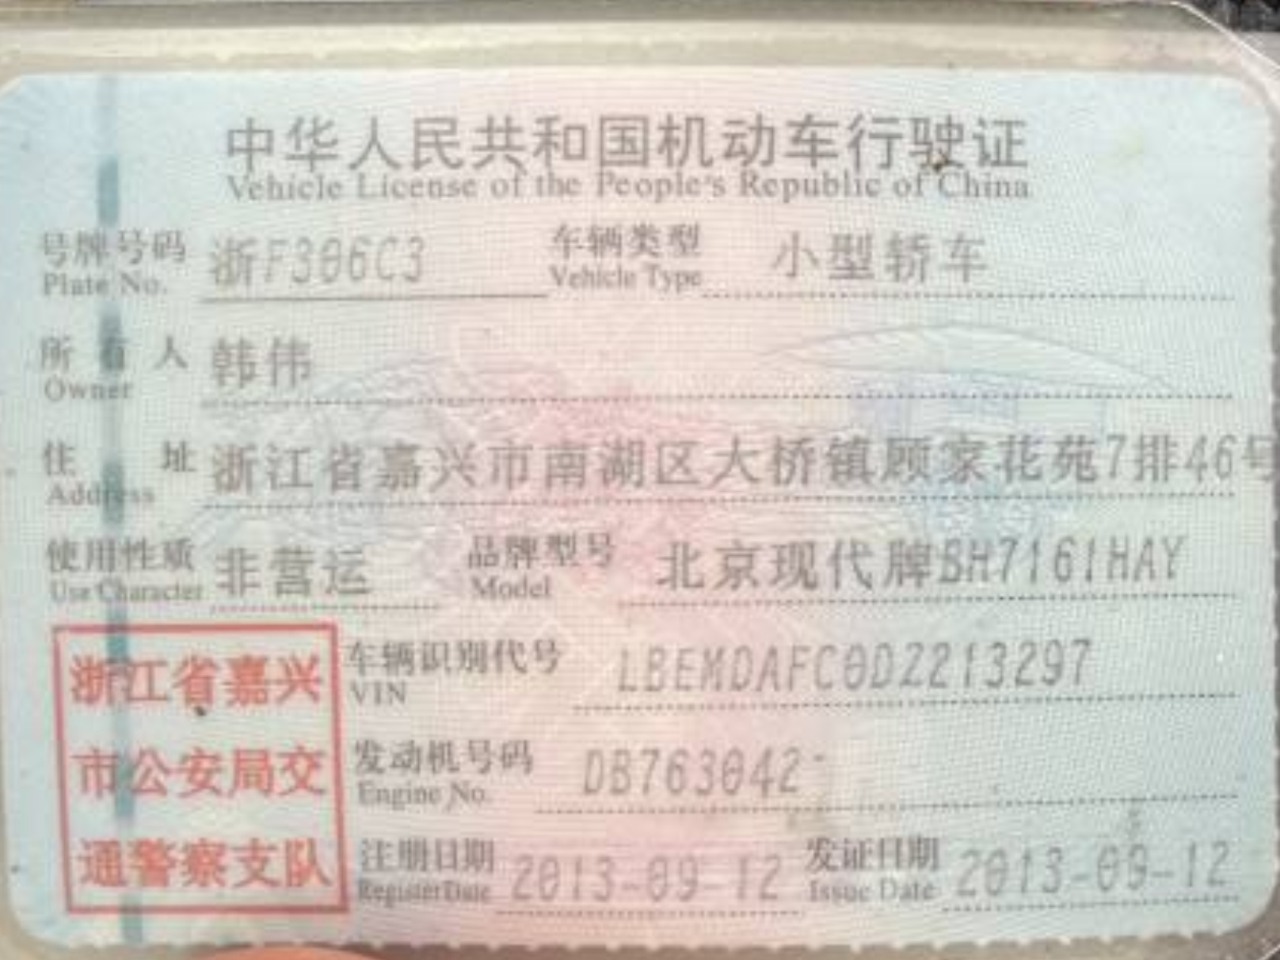 中华人民共和国机动车行驶证
Vehicle License of the People's Republic of China
号牌号码 浙F306C3 车辆类型 小型轿车
Plate No. Vehicle Type
所有人 韩伟
Owner
住址 浙江省嘉兴市南湖区大桥镇顾家花苑7排46号
Address
使用性质 非营运 品牌型号 北京现代牌BH7161HAY
Use Character Model
浙江省嘉兴
市公安局交
通警察支队
车辆识别代号 LBEMDAFC0DZ213297
VIN
发动机号码 DB763042
Engine No.
注册日期 2013-09-12 发证日期 2013-09-12
Register Date Issue Date